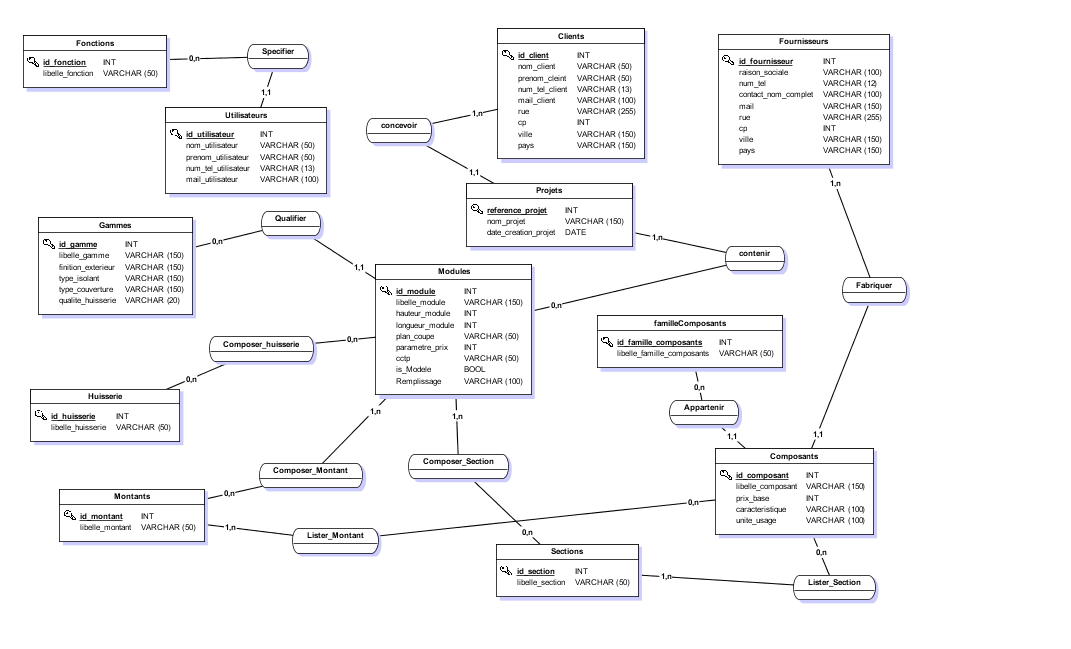 Fonctions
id_fonction INT
libelle_fonction VARCHAR (50)
0,n
Specifier
1,1
Utilisateurs
id_utilisateur INT
nom_utilisateur VARCHAR (50)
prenom_utilisateur VARCHAR (50)
num_tel_utilisateur VARCHAR (13)
mail_utilisateur VARCHAR (100)
Clients
id_client INT
nom_client VARCHAR (50)
prenom_cleint VARCHAR (50)
num_tel_client VARCHAR (13)
mail_client VARCHAR (100)
rue VARCHAR (255)
cp INT
ville VARCHAR (150)
pays VARCHAR (150)
Fournisseurs
id_fournisseur INT
raison_sociale VARCHAR (100)
num_tel VARCHAR (12)
contact_nom_complet VARCHAR (100)
mail VARCHAR (150)
rue VARCHAR (255)
cp INT
ville VARCHAR (150)
pays VARCHAR (150)
concevoir
1,n
1,1
1,n
Projets
reference_projet INT
nom_projet VARCHAR (150)
date_creation_projet DATE
1,n
contenir
0,n
Gammes
id_gamme INT
libelle_gamme VARCHAR (150)
finition_exterieur VARCHAR (150)
type_isolant VARCHAR (150)
type_couverture VARCHAR (150)
qualite_huisserie VARCHAR (20)
0,n
Qualifier
1,1
Modules
id_module INT
libelle_module VARCHAR (150)
hauteur_module INT
longueur_module INT
plan_coupe VARCHAR (50)
parametre_prix INT
cctp VARCHAR (50)
is_Modele BOOL
Remplissage VARCHAR (100)
Fabriquer
1,1
familleComposants
id_famille_composants INT
libelle_famille_composants VARCHAR (50)
0,n
Appartenir
1,1
Composer_huisserie
0,n
0,n
Huisserie
id_huisserie INT
libelle_huisserie VARCHAR (50)
1,n
1,n
Composer_Montant
0,n
Composer_Section
0,n
Composants
id_composant INT
libelle_composant VARCHAR (150)
prix_base INT
caracteristique VARCHAR (100)
unite_usage VARCHAR (100)
Montants
id_montant INT
libelle_montant VARCHAR (50)
1,n
Lister_Montant
0,n
Sections
id_section INT
libelle_section VARCHAR (50)
1,n
0,n
Lister_Section